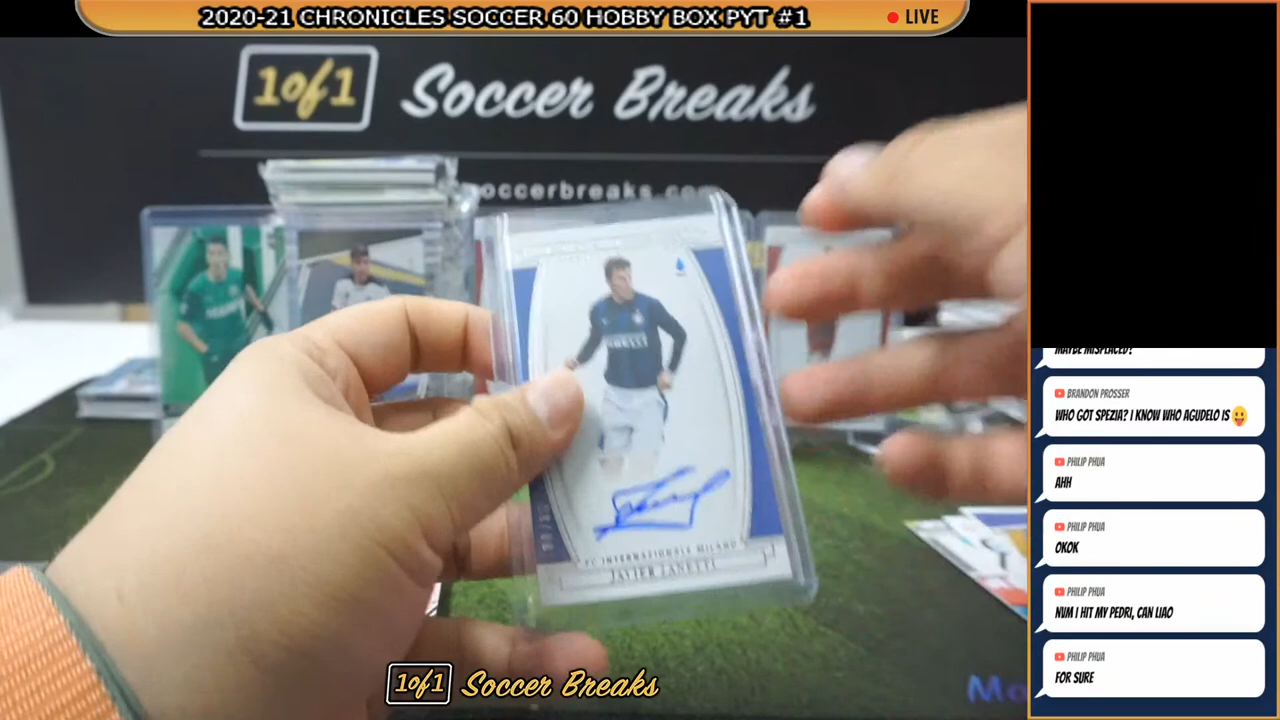 2020-21 CHRONICLES SOCCER 60 HOBBY BOX PYT #1
LIVE
1of1 Soccer Breaks
soccerbreaks.com
PIRELLI
FC INTERNAZIONALE MILANO
JAVIER ZANETTI
1of1 Soccer Breaks
MAYBE MISPLACED?
BRANDON PROSSER
WHO GOT SPEZIA? I KNOW WHO AGUDELO IS 😛
PHILIP PHUA
AHH
PHILIP PHUA
OKOK
PHILIP PHUA
NVM I HIT MY PEDRI, CAN LIAO
PHILIP PHUA
FOR SURE